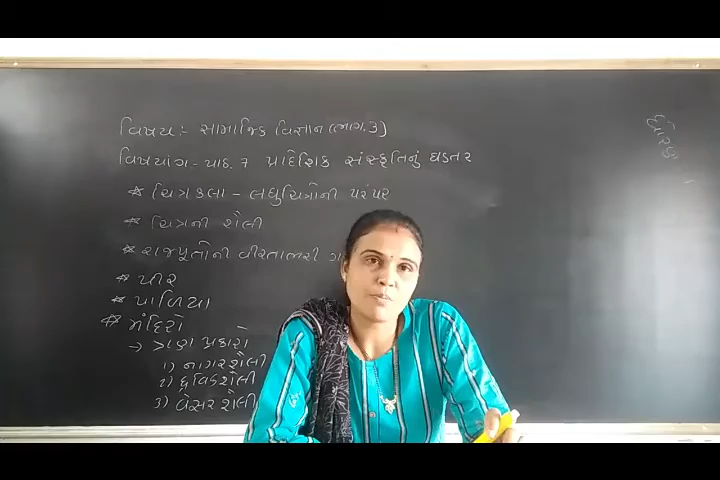 વિષય :- સામાજિક વિજ્ઞાન (ભાગ.3)
વિષયાંગ - પાઠ. 7 પ્રાદેશિક સંસ્કૃતિનું ઘડતર
* ચિત્રકલા - લઘુચિત્રોની પરંપરા
* ચિત્રની શૈલી
* રાજપૂતોની વીરતાભરી ગ
* પીર
* પાળિયા
* મંદિરો
→ ત્રણ પ્રકારો
1) નાગરશૈલી
2) દ્રવિડશૈલી
3) વેસર શૈલી